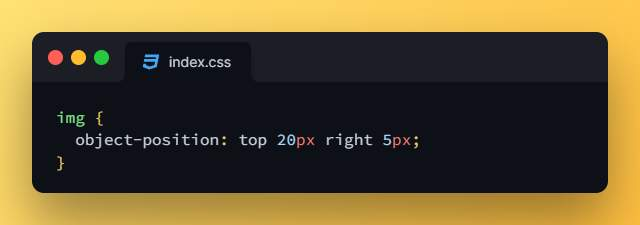 index.css
img {
  object-position: top 20px right 5px;
}